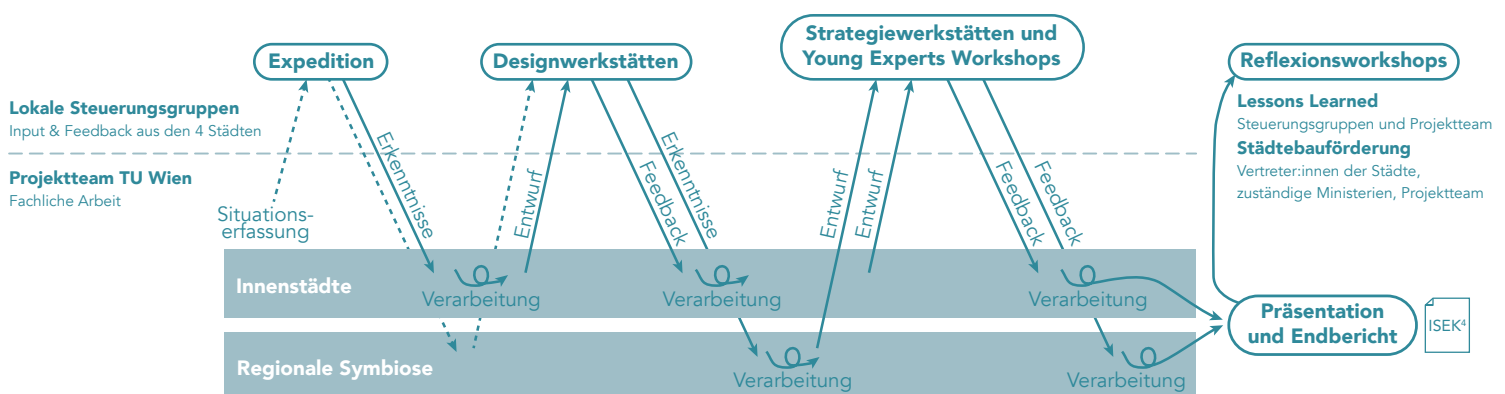 Expedition
Designwerkstätten
Strategiewerkstätten und
Young Experts Workshops
Reflexionsworkshops
Lokale Steuerungsgruppen
Input & Feedback aus den 4 Städten
Lessons Learned
Steuerungsgruppen und Projektteam
Städtebauförderung
Vertreter:innen der Städte,
zuständige Ministerien, Projektteam
Projektteam TU Wien
Fachliche Arbeit
Situations-
erfassung
Erkenntnisse
Entwurf
Feedback
Erkenntnisse
Entwurf
Entwurf
Feedback
Feedback
Innenstädte
Verarbeitung
Verarbeitung
Verarbeitung
Präsentation
und Endbericht
ISEK⁴
Regionale Symbiose
Verarbeitung
Verarbeitung